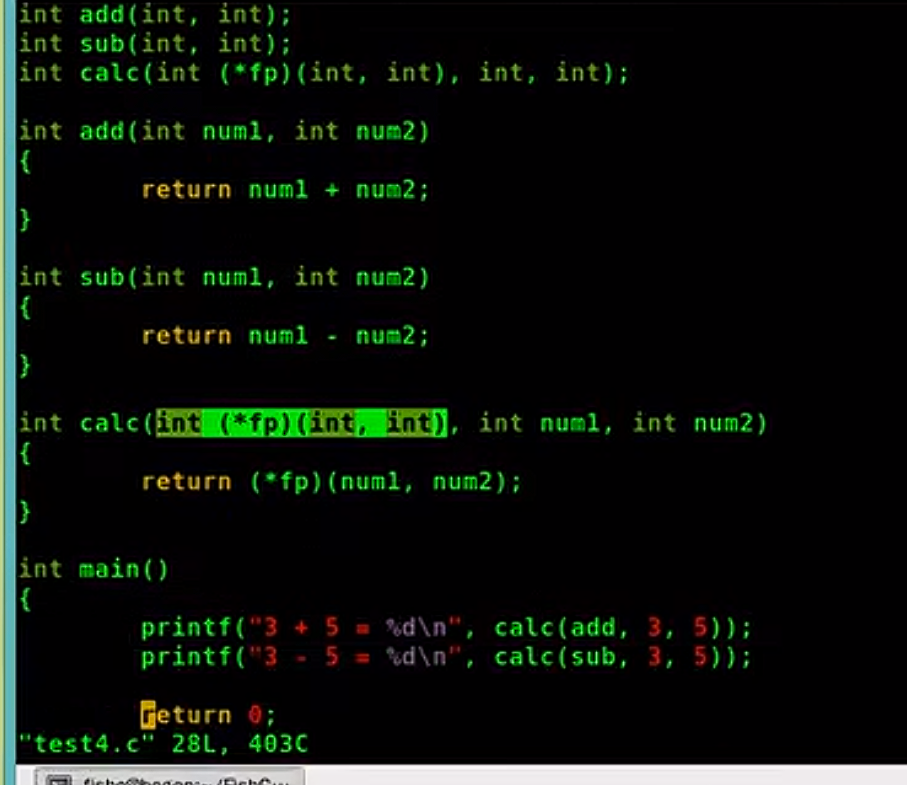 int add(int, int);
int sub(int, int);
int calc(int (*fp)(int, int), int, int);
int add(int num1, int num2)
{
return num1 + num2;
}
int sub(int num1, int num2)
{
return num1 - num2;
}
int calc(int (*fp)(int, int), int num1, int num2)
{
return (*fp)(num1, num2);
}
int main()
{
printf("3 + 5 = %d\n", calc(add, 3, 5));
printf("3 - 5 = %d\n", calc(sub, 3, 5));
return 0;
"test4.c" 28L, 403C